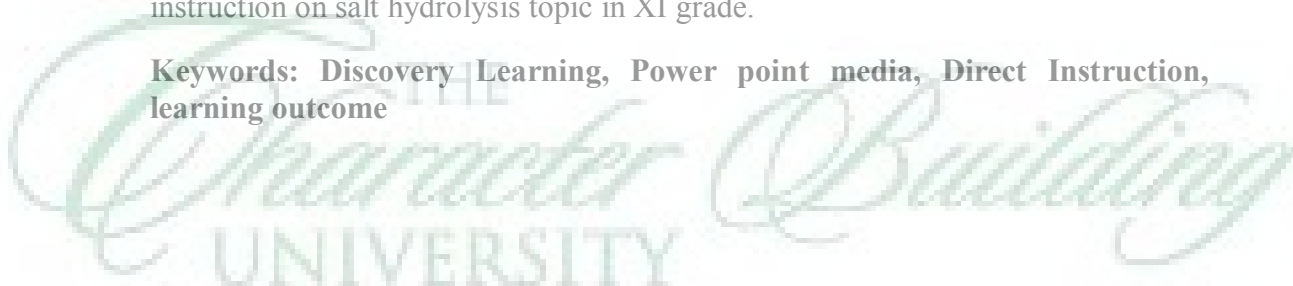 instruction on salt hydrolysis topic in XI grade.
Keywords: Discovery Learning, Power point media, Direct Instruction,
learning outcome
THE
Character Building
UNIVERSITY